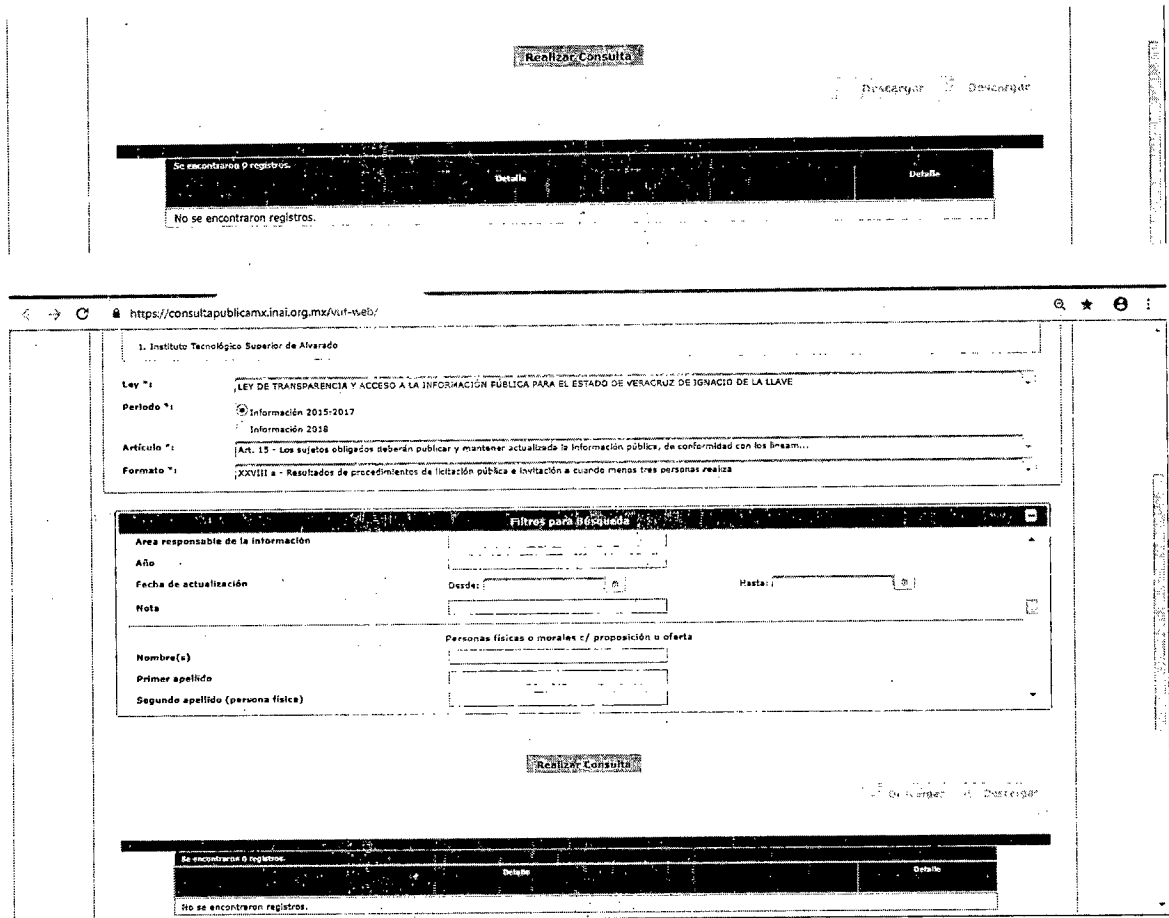 Realizar Consulta
Descargar Descargar
Se encontraron 0 registros.
Detalle Detalle
No se encontraron registros.
https://consultapublicamx.inai.org.mx/vut-web/
1. Instituto Tecnológico Superior de Alvarado
Ley *: LEY DE TRANSPARENCIA Y ACCESO A LA INFORMACIÓN PÚBLICA PARA EL ESTADO DE VERACRUZ DE IGNACIO DE LA LLAVE
Periodo *: Información 2015-2017
Información 2018
Artículo *: Art. 15 - Los sujetos obligados deberán publicar y mantener actualizada la información pública, de conformidad con los lineam...
Formato *: XXVIII a - Resultados de procedimientos de licitación pública e invitación a cuando menos tres personas realiza
Filtros para Búsqueda
Area responsable de la información
Año
Fecha de actualización Desde: Hasta:
Nota
Personas físicas o morales c/ proposición u oferta
Nombre(s)
Primer apellido
Segundo apellido (persona física)
Realizar Consulta
Descargar Descargar
Se encontraron 0 registros.
Detalle Detalle
No se encontraron registros.